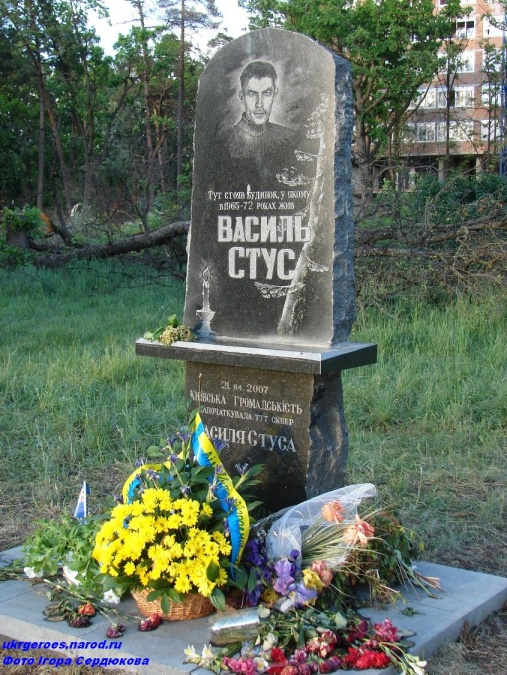 Тут стояв будинок, у якому
в 1965-72 роках жив
ВАСИЛЬ
СТУС
21.04.2007
КИЇВСЬКА ГРОМАДСЬКІСТЬ
ЗАПОЧАТКУВАЛА ТУТ СКВЕР
ВАСИЛЯ СТУСА
ukrgeroes.narod.ru
Фото Ігора Сердюкова